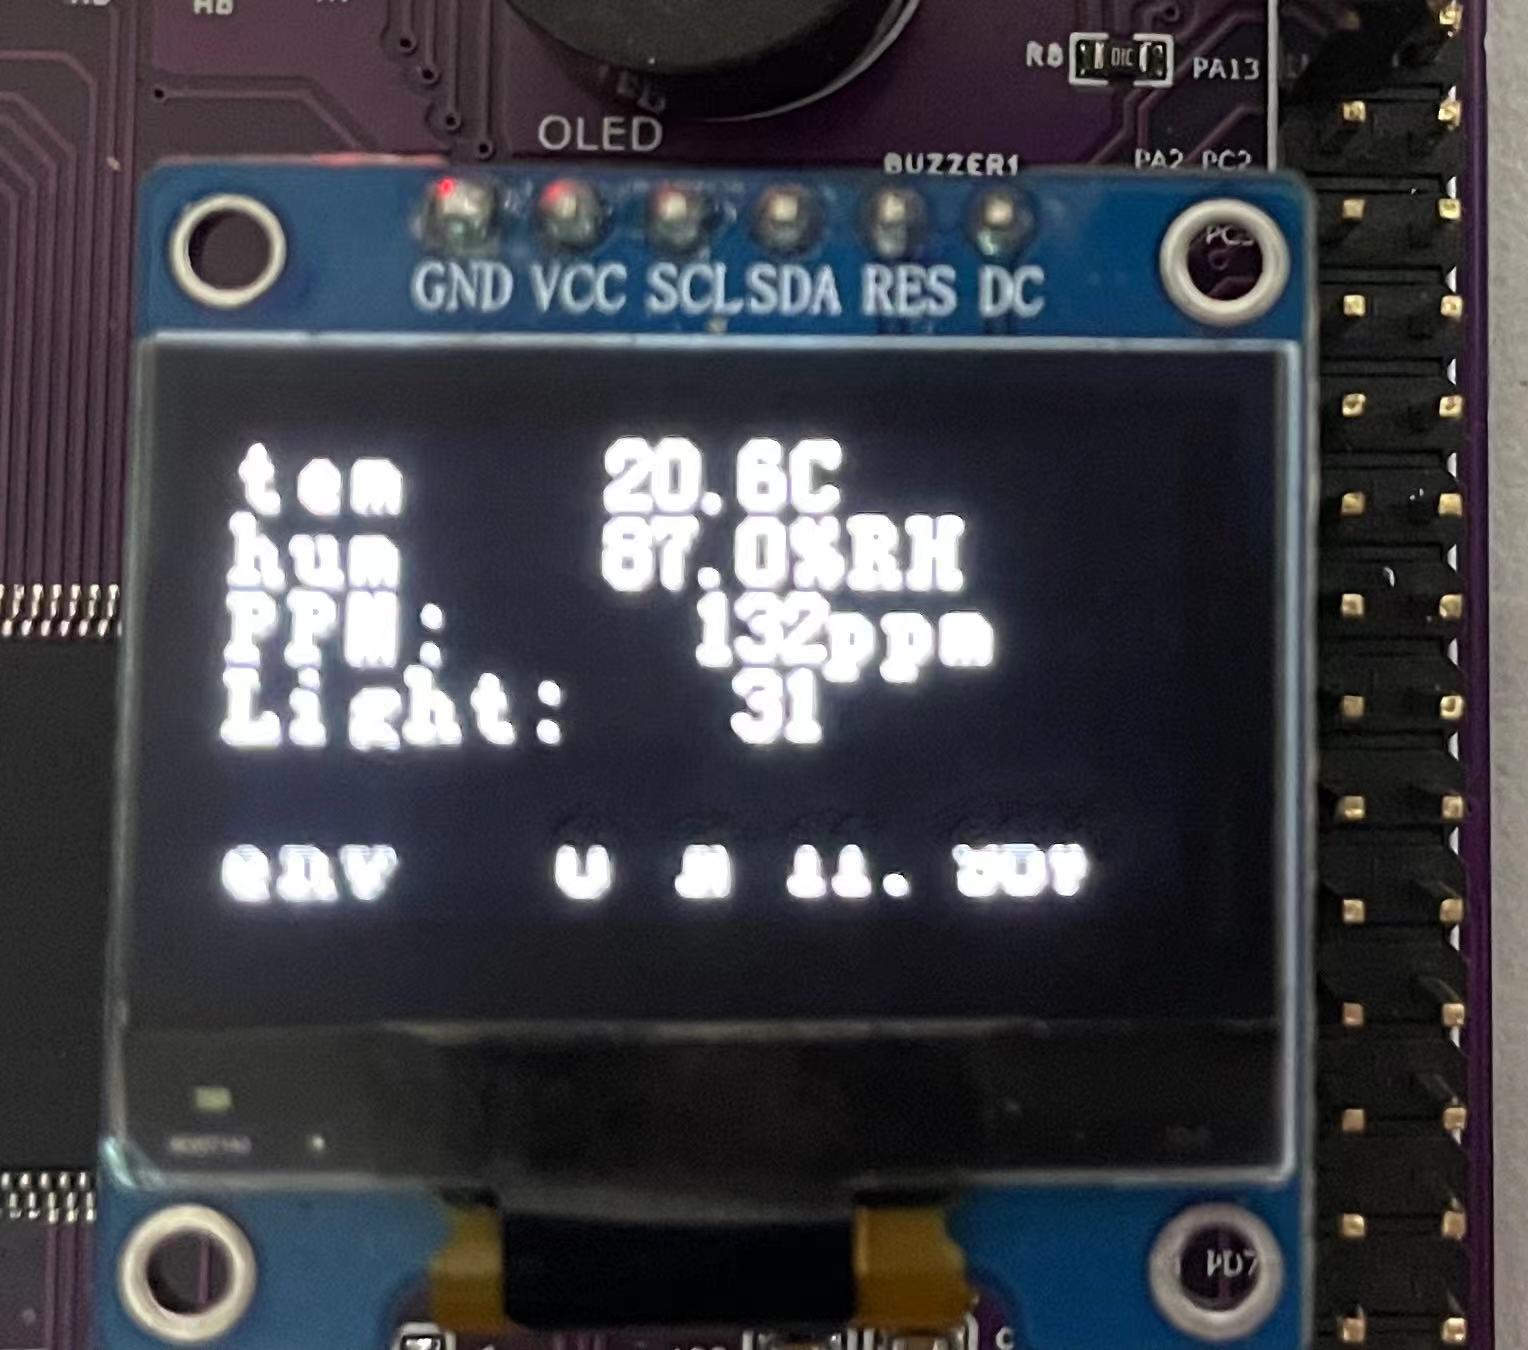 R8
PA13
OLED
BUZZER1
PA2 PC2
GND VCC SCL SDA RES DC
tem 20.6C
hum 87.0%RH
PPM: 132ppm
Light: 31
env
PD7